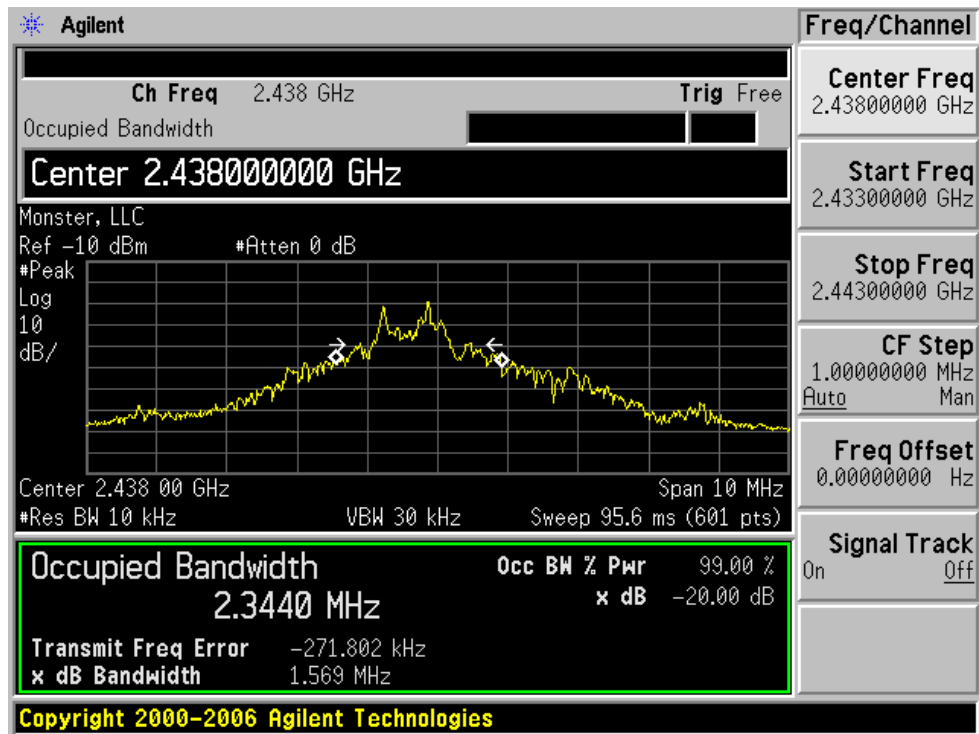 Agilent
Freq/Channel
Ch Freq 2.438 GHz Trig Free
Occupied Bandwidth
Center 2.438000000 GHz
Monster, LLC
Ref -10 dBm #Atten 0 dB
#Peak
Log
10
dB/
Center 2.438 00 GHz Span 10 MHz
#Res BW 10 kHz VBW 30 kHz Sweep 95.6 ms (601 pts)
Occupied Bandwidth
2.3440 MHz
Occ BW % Pwr 99.00 %
x dB -20.00 dB
Transmit Freq Error -271.802 kHz
x dB Bandwidth 1.569 MHz
Copyright 2000-2006 Agilent Technologies
Center Freq
2.43800000 GHz
Start Freq
2.43300000 GHz
Stop Freq
2.44300000 GHz
CF Step
1.00000000 MHz
Auto Man
Freq Offset
0.00000000 Hz
Signal Track
On Off